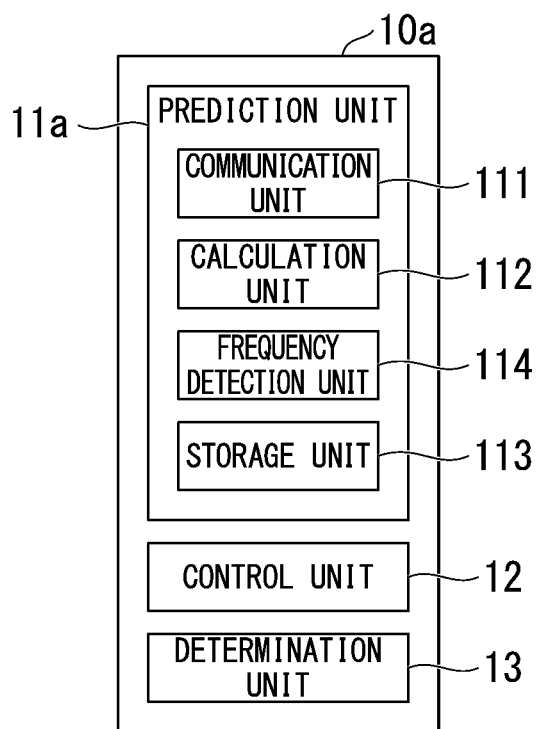 10a
11a
PREDICTION UNIT
COMMUNICATION
UNIT
111
CALCULATION
UNIT
112
FREQUENCY
DETECTION UNIT
114
STORAGE UNIT
113
CONTROL UNIT
12
DETERMINATION
UNIT
13